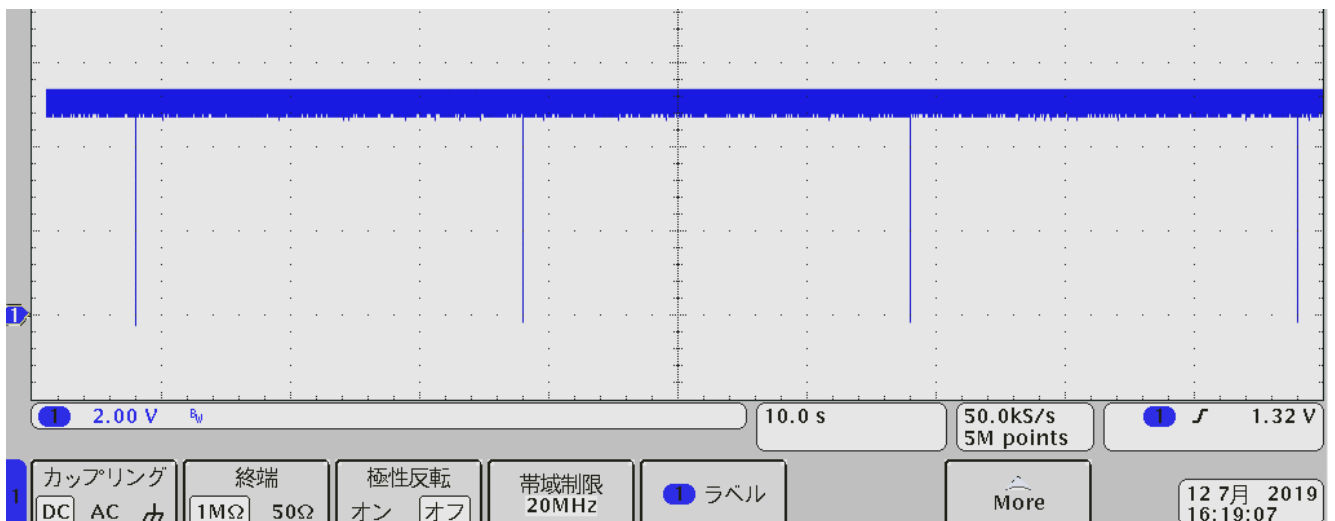 1
1 2.00 V BW
10.0 s
50.0kS/s
5M points
1 1.32 V
1
カップリング
DC AC
終端
1MΩ 50Ω
極性反転
オン オフ
帯域制限
20MHz
1 ラベル
More
12 7月 2019
16:19:07